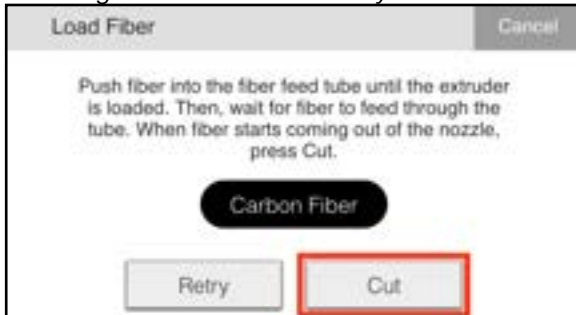 Load Fiber
Cancel
Push fiber into the fiber feed tube until the extruder
is loaded. Then, wait for fiber to feed through the
tube. When fiber starts coming out of the nozzle,
press Cut.
Carbon Fiber
Retry
Cut